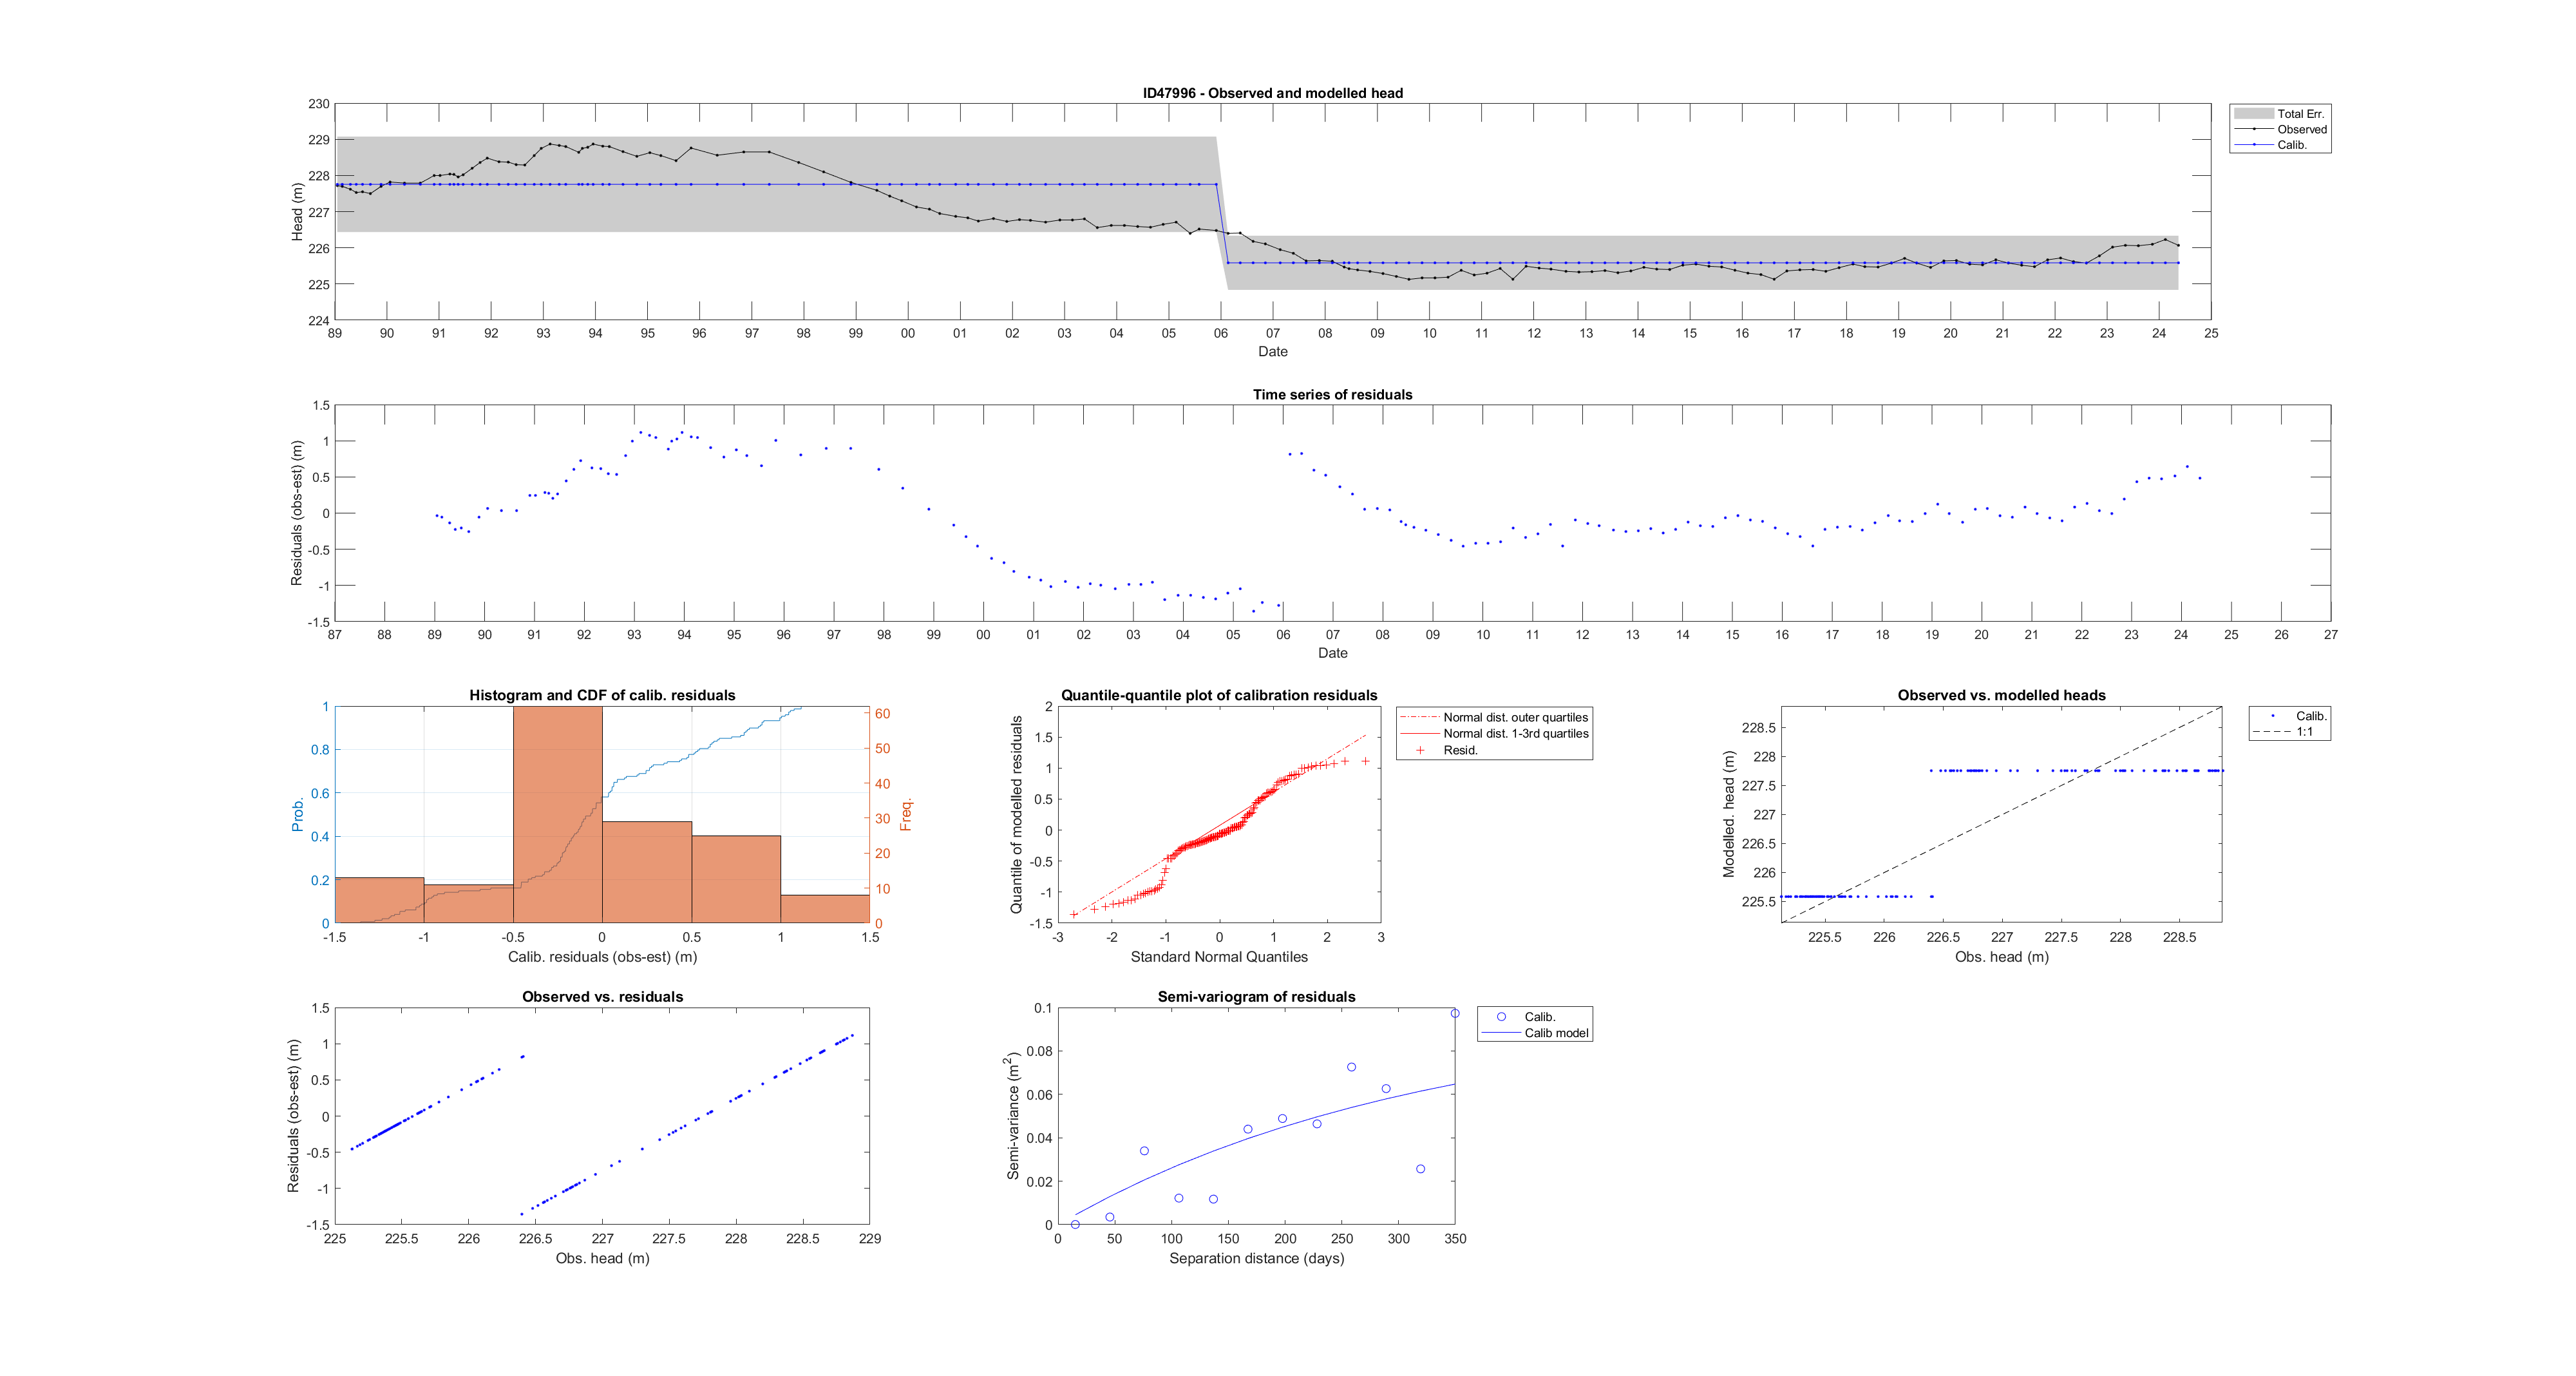 ID47996 - Observed and modelled head
230
229
228
227
226
225
224
Head (m)
89 90 91 92 93 94 95 96 97 98 99 00 01 02 03 04 05 06 07 08 09 10 11 12 13 14 15 16 17 18 19 20 21 22 23 24 25
Date
Total Err.
Observed
Calib.
Time series of residuals
1.5
1
0.5
0
-0.5
-1
-1.5
Residuals (obs-est) (m)
87 88 89 90 91 92 93 94 95 96 97 98 99 00 01 02 03 04 05 06 07 08 09 10 11 12 13 14 15 16 17 18 19 20 21 22 23 24 25 26 27
Date
Histogram and CDF of calib. residuals
1
0.8
0.6
0.4
0.2
0
Prob.
60
50
40
30
20
10
0
Freq.
-1.5 -1 -0.5 0 0.5 1 1.5
Calib. residuals (obs-est) (m)
Quantile-quantile plot of calibration residuals
2
1.5
1
0.5
0
-0.5
-1
-1.5
Quantile of modelled residuals
-3 -2 -1 0 1 2 3
Standard Normal Quantiles
Normal dist. outer quartiles
Normal dist. 1-3rd quartiles
Resid.
Observed vs. modelled heads
228.5
228
227.5
227
226.5
226
225.5
Modelled. head (m)
225.5 226 226.5 227 227.5 228 228.5
Obs. head (m)
Calib.
1:1
Observed vs. residuals
1.5
1
0.5
0
-0.5
-1
-1.5
Residuals (obs-est) (m)
225 225.5 226 226.5 227 227.5 228 228.5 229
Obs. head (m)
Semi-variogram of residuals
0.1
0.08
0.06
0.04
0.02
0
Semi-variance (m²)
0 50 100 150 200 250 300 350
Separation distance (days)
Calib.
Calib model